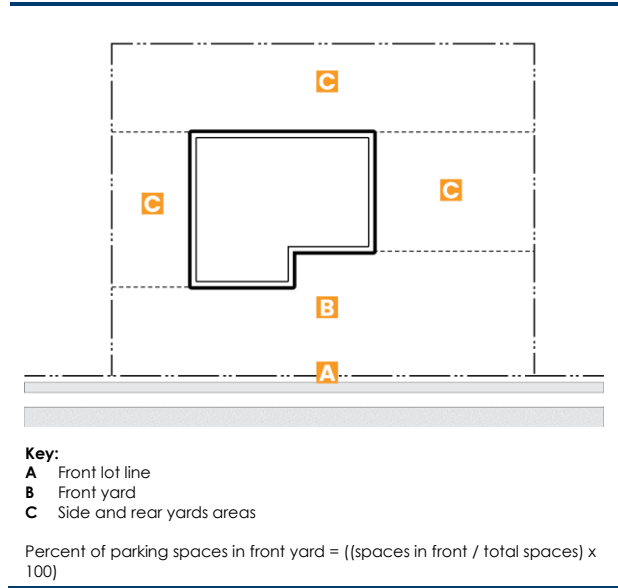 C
C
C
B
A
Key:
A Front lot line
B Front yard
C Side and rear yards areas
Percent of parking spaces in front yard = ((spaces in front / total spaces) x
100)